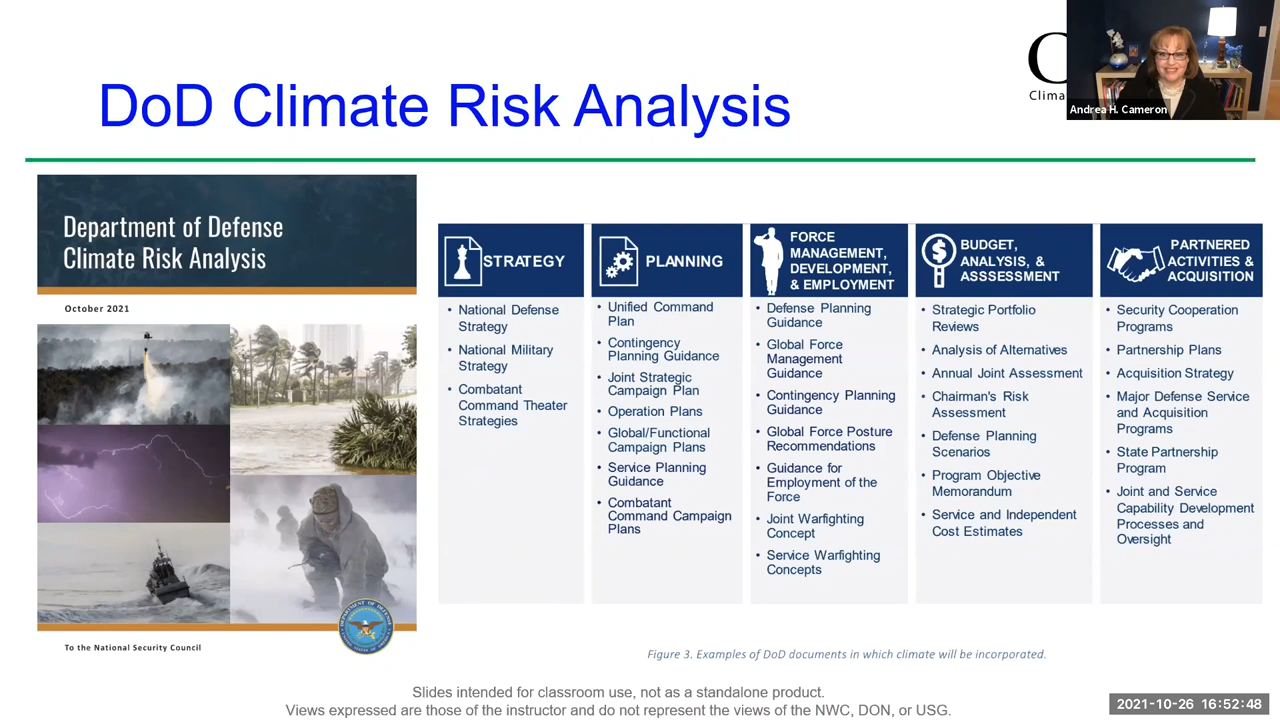 DoD Climate Risk Analysis
C
Clima
Andrea H. Cameron
Department of Defense
Climate Risk Analysis
October 2021
To the National Security Council
STRATEGY
• National Defense
Strategy
• National Military
Strategy
• Combatant
Command Theater
Strategies
PLANNING
• Unified Command
Plan
• Contingency
Planning Guidance
• Joint Strategic
Campaign Plan
• Operation Plans
• Global/Functional
Campaign Plans
• Service Planning
Guidance
• Combatant
Command Campaign
Plans
FORCE
MANAGEMENT,
DEVELOPMENT,
& EMPLOYMENT
• Defense Planning
Guidance
• Global Force
Management
Guidance
• Contingency Planning
Guidance
• Global Force Posture
Recommendations
• Guidance for
Employment of the
Force
• Joint Warfighting
Concept
• Service Warfighting
Concepts
BUDGET,
ANALYSIS, &
ASSSESSMENT
• Strategic Portfolio
Reviews
• Analysis of Alternatives
• Annual Joint Assessment
• Chairman's Risk
Assessment
• Defense Planning
Scenarios
• Program Objective
Memorandum
• Service and Independent
Cost Estimates
PARTNERED
ACTIVITIES &
ACQUISITION
• Security Cooperation
Programs
• Partnership Plans
• Acquisition Strategy
• Major Defense Service
and Acquisition
Programs
• State Partnership
Program
• Joint and Service
Capability Development
Processes and
Oversight
Figure 3. Examples of DoD documents in which climate will be incorporated.
Slides intended for classroom use, not as a standalone product.
Views expressed are those of the instructor and do not represent the views of the NWC, DON, or USG.
2021-10-26 16:52:48